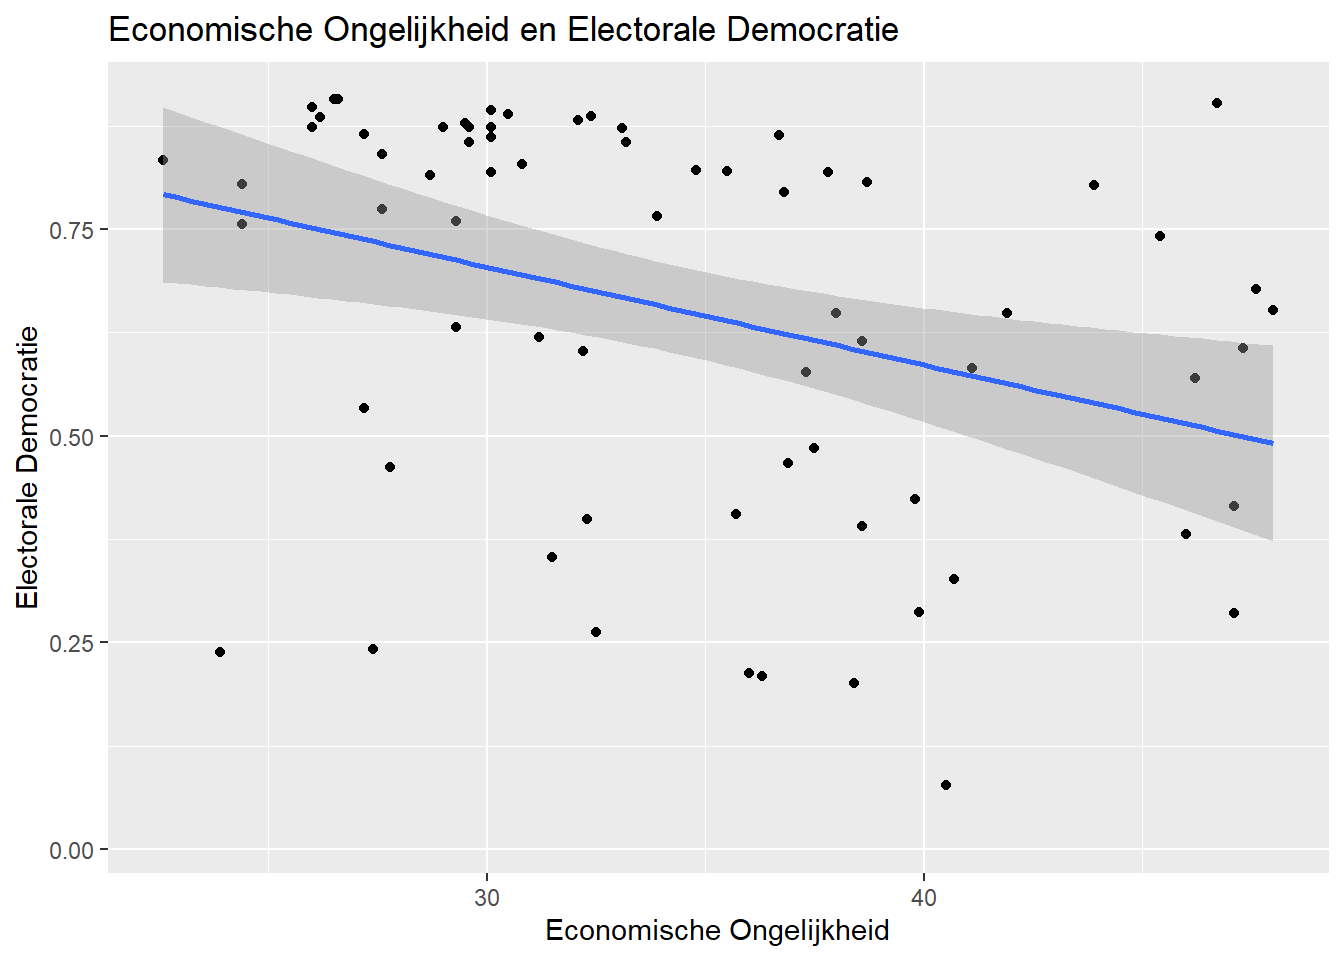 Economische Ongelijkheid en Electorale Democratie
Electorale Democratie
0.75
0.50
0.25
0.00
30
40
Economische Ongelijkheid